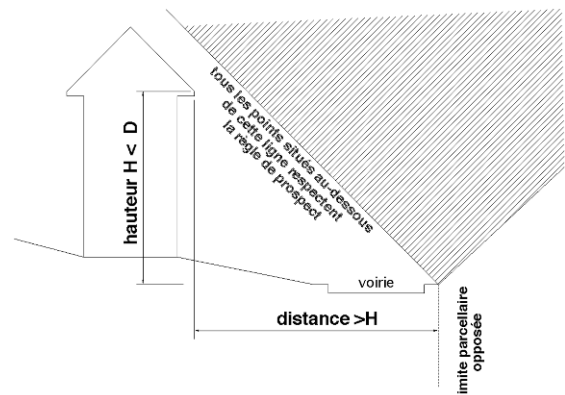 tous les points situés au-dessous
de cette ligne respectent
la règle de prospect
hauteur H < D
voirie
distance >H
imite parcellaire
opposée